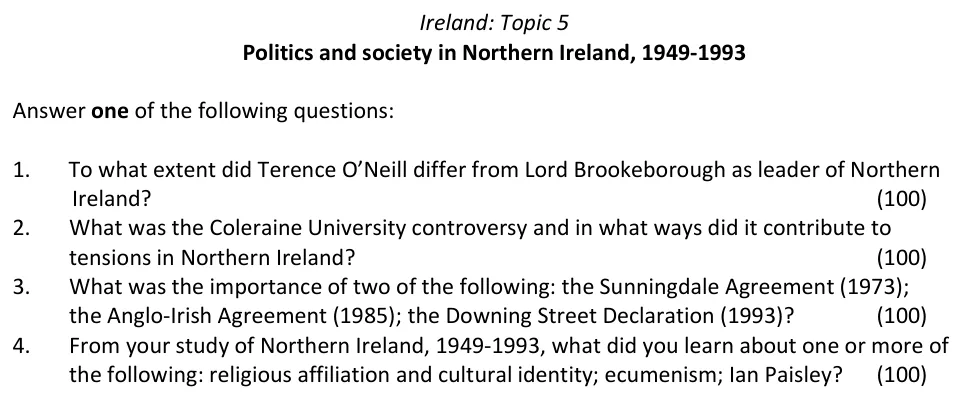 Ireland: Topic 5
Politics and society in Northern Ireland, 1949-1993
Answer one of the following questions:
1. To what extent did Terence O’Neill differ from Lord Brookeborough as leader of Northern
Ireland? (100)
2. What was the Coleraine University controversy and in what ways did it contribute to
tensions in Northern Ireland? (100)
3. What was the importance of two of the following: the Sunningdale Agreement (1973);
the Anglo-Irish Agreement (1985); the Downing Street Declaration (1993)? (100)
4. From your study of Northern Ireland, 1949-1993, what did you learn about one or more of
the following: religious affiliation and cultural identity; ecumenism; Ian Paisley? (100)